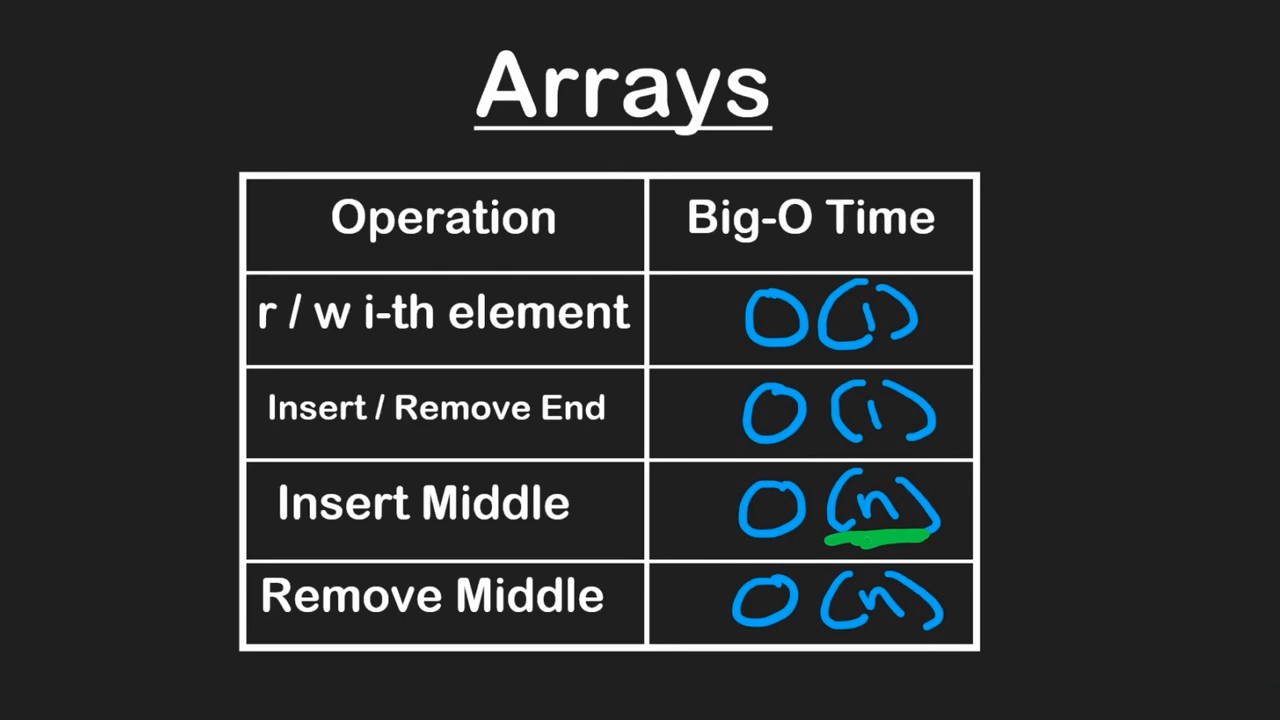 Arrays
Operation Big-O Time
r / w i-th element O(1)
Insert / Remove End O(1)
Insert Middle O(n)
Remove Middle O(n)